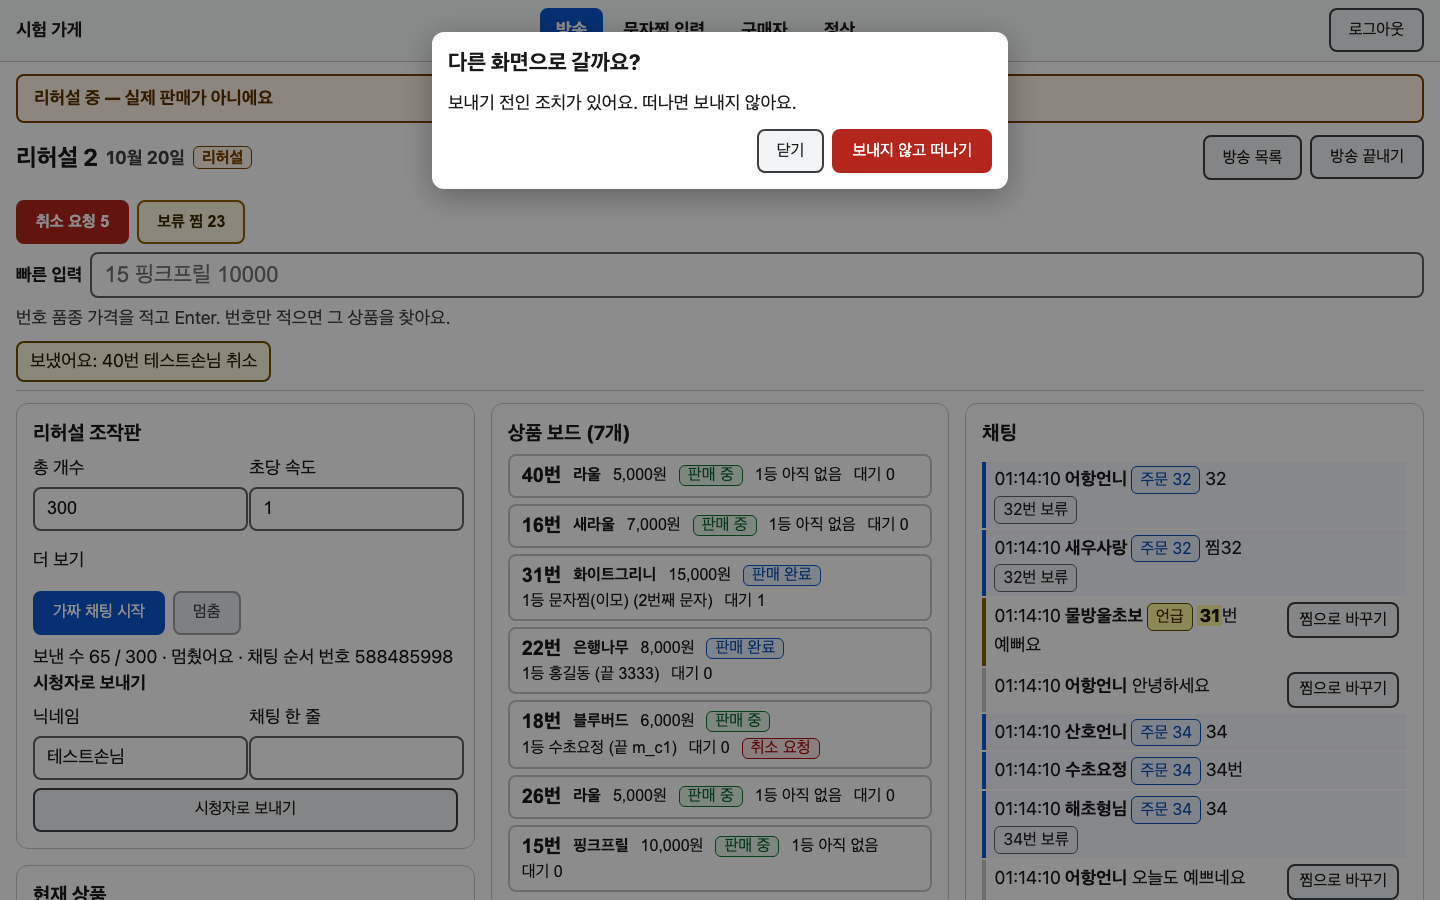 시험 가게
방송 문자찜 입력 구매자 정산
로그아웃
다른 화면으로 갈까요?
보내기 전인 조치가 있어요. 떠나면 보내지 않아요.
닫기
보내지 않고 떠나기
리허설 중 — 실제 판매가 아니에요
리허설 2 10월 20일 리허설
방송 목록
방송 끝내기
취소 요청 5
보류 찜 23
빠른 입력
15 핑크프릴 10000
번호 품종 가격을 적고 Enter. 번호만 적으면 그 상품을 찾아요.
보냈어요: 40번 테스트손님 취소
리허설 조작판
총 개수
초당 속도
300
1
더 보기
가짜 채팅 시작
멈춤
보낸 수 65 / 300 · 멈췄어요 · 채팅 순서 번호 588485998
시청자로 보내기
닉네임
채팅 한 줄
테스트손님
시청자로 보내기
현재 상품
상품 보드 (7개)
40번 라울 5,000원 판매 중 1등 아직 없음 대기 0
16번 새라울 7,000원 판매 중 1등 아직 없음 대기 0
31번 화이트그리니 15,000원 판매 완료
1등 문자찜(이모) (2번째 문자) 대기 1
22번 은행나무 8,000원 판매 완료
1등 홍길동 (끝 3333) 대기 0
18번 블루버드 6,000원 판매 중
1등 수초요정 (끝 m_c1) 대기 0 취소 요청
26번 라울 5,000원 판매 중 1등 아직 없음 대기 0
15번 핑크프릴 10,000원 판매 중 1등 아직 없음
대기 0
채팅
01:14:10 어항언니 주문 32 32
32번 보류
01:14:10 새우사랑 주문 32 찜32
32번 보류
01:14:10 물방울초보 언급 31번
예뻐요
찜으로 바꾸기
01:14:10 어항언니 안녕하세요
찜으로 바꾸기
01:14:10 산호언니 주문 34 34
01:14:10 수초요정 주문 34 34번
01:14:10 해초형님 주문 34 34
34번 보류
01:14:10 어항언니 오늘도 예쁘네요
찜으로 바꾸기